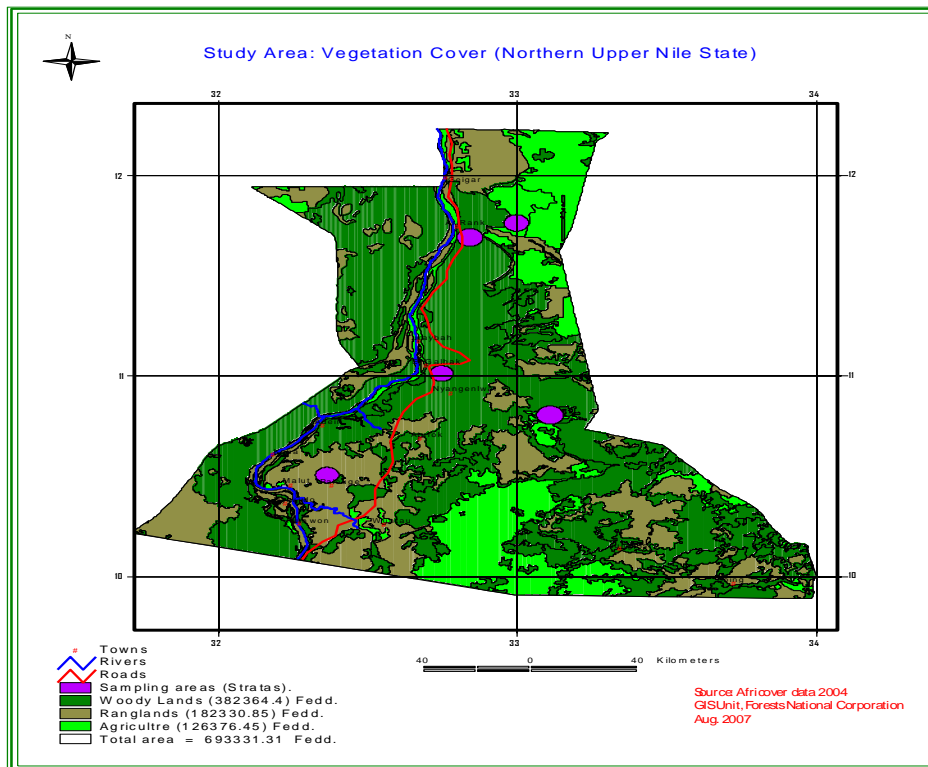 N
Study Area: Vegetation Cover (Northern Upper Nile State)
32 33 34
12 12
Rank
11 11
Nyangeniwa
Malut
10 10
32 33 34
Towns
Rivers
Roads
Sampling areas (Stratas).
Woody Lands (382364.4) Fedd.
Ranglands (182330.85) Fedd.
Agricultre (126376.45) Fedd.
Total area = 693331.31 Fedd.
40 0 40 Kilometers
Source: Africover data 2004
GIS Unit, Forests National Corporation
Aug. 2007